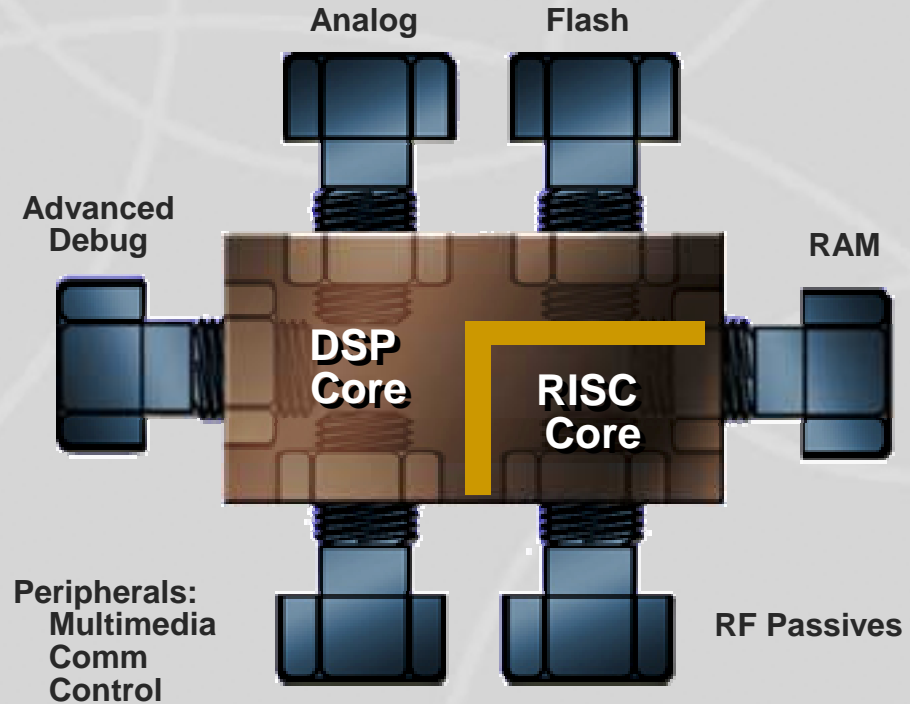 Analog
Flash
Advanced
Debug
RAM
DSP
Core
RISC
Core
Peripherals:
Multimedia
Comm
Control
RF Passives